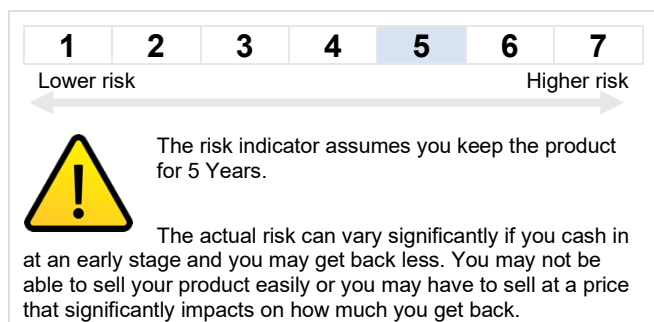 1 2 3 4 5 6 7
Lower risk Higher risk
The risk indicator assumes you keep the product
for 5 Years.
The actual risk can vary significantly if you cash in
at an early stage and you may get back less. You may not be
able to sell your product easily or you may have to sell at a price
that significantly impacts on how much you get back.